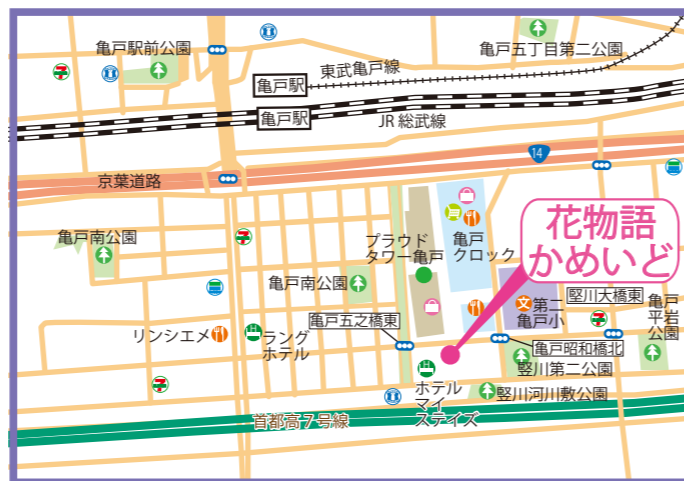 亀戸駅前公園
亀戸五丁目第二公園
東武亀戸線
亀戸駅
亀戸駅
JR総武線
14
京葉道路
花物語
かめいど
亀戸南公園
プラウド
タワー亀戸
亀戸
クロック
亀戸南公園
文
第二
亀戸小
竪川大橋東
亀戸
平岩
公園
リンシエメ
ラング
ホテル
亀戸五之橋東
亀戸昭和橋北
竪川第二公園
ホテル
マイ
ステイズ
竪川河川敷公園
首都高7号線